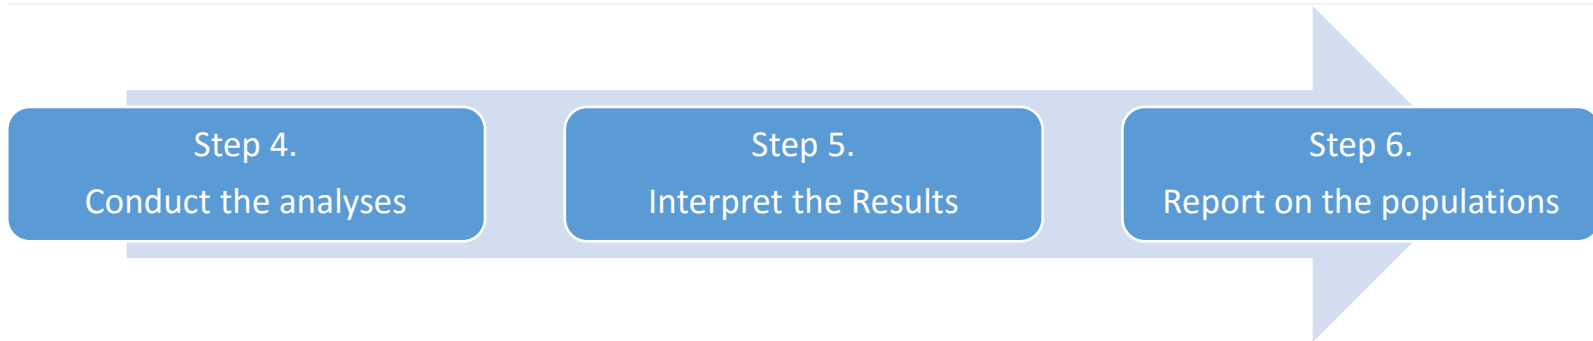 Step 4.
Conduct the analyses
Step 5.
Interpret the Results
Step 6.
Report on the populations